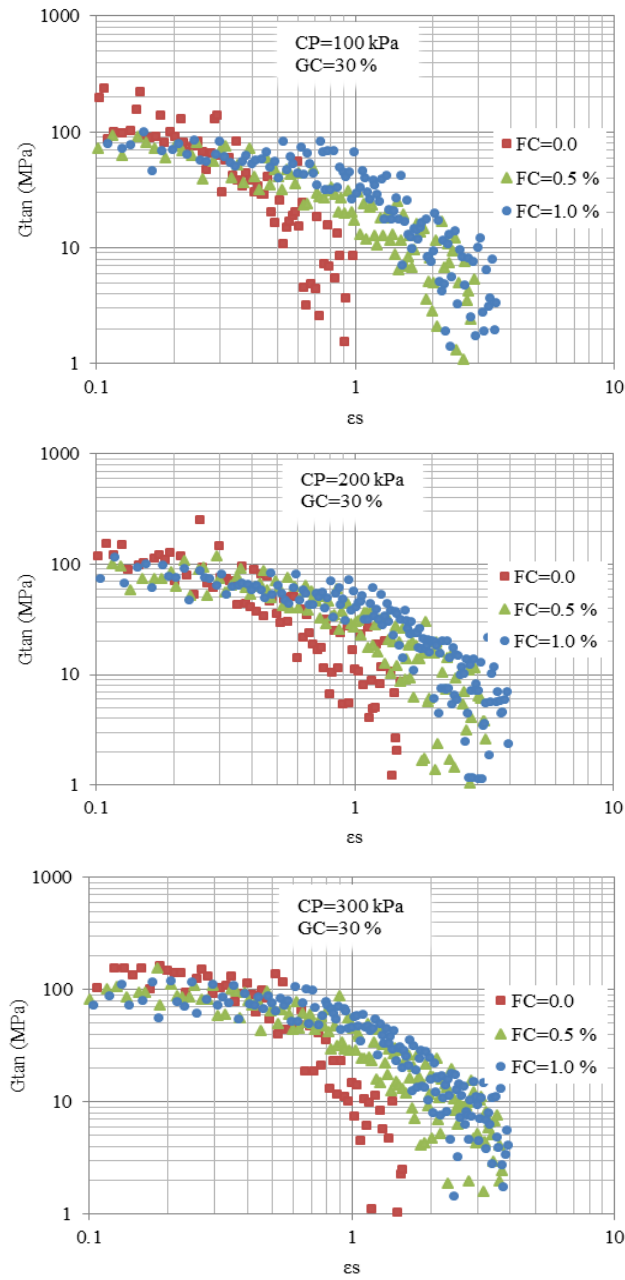 1000
CP=100 kPa
GC=30 %
100
FC=0.0
FC=0.5 %
FC=1.0 %
Gtan (MPa)
10
1
0.1
1
10
εs
1000
CP=200 kPa
GC=30 %
100
FC=0.0
FC=0.5 %
FC=1.0 %
Gtan (MPa)
10
1
0.1
1
10
εs
1000
CP=300 kPa
GC=30 %
100
FC=0.0
FC=0.5 %
FC=1.0 %
Gtan (MPa)
10
1
0.1
1
10
εs